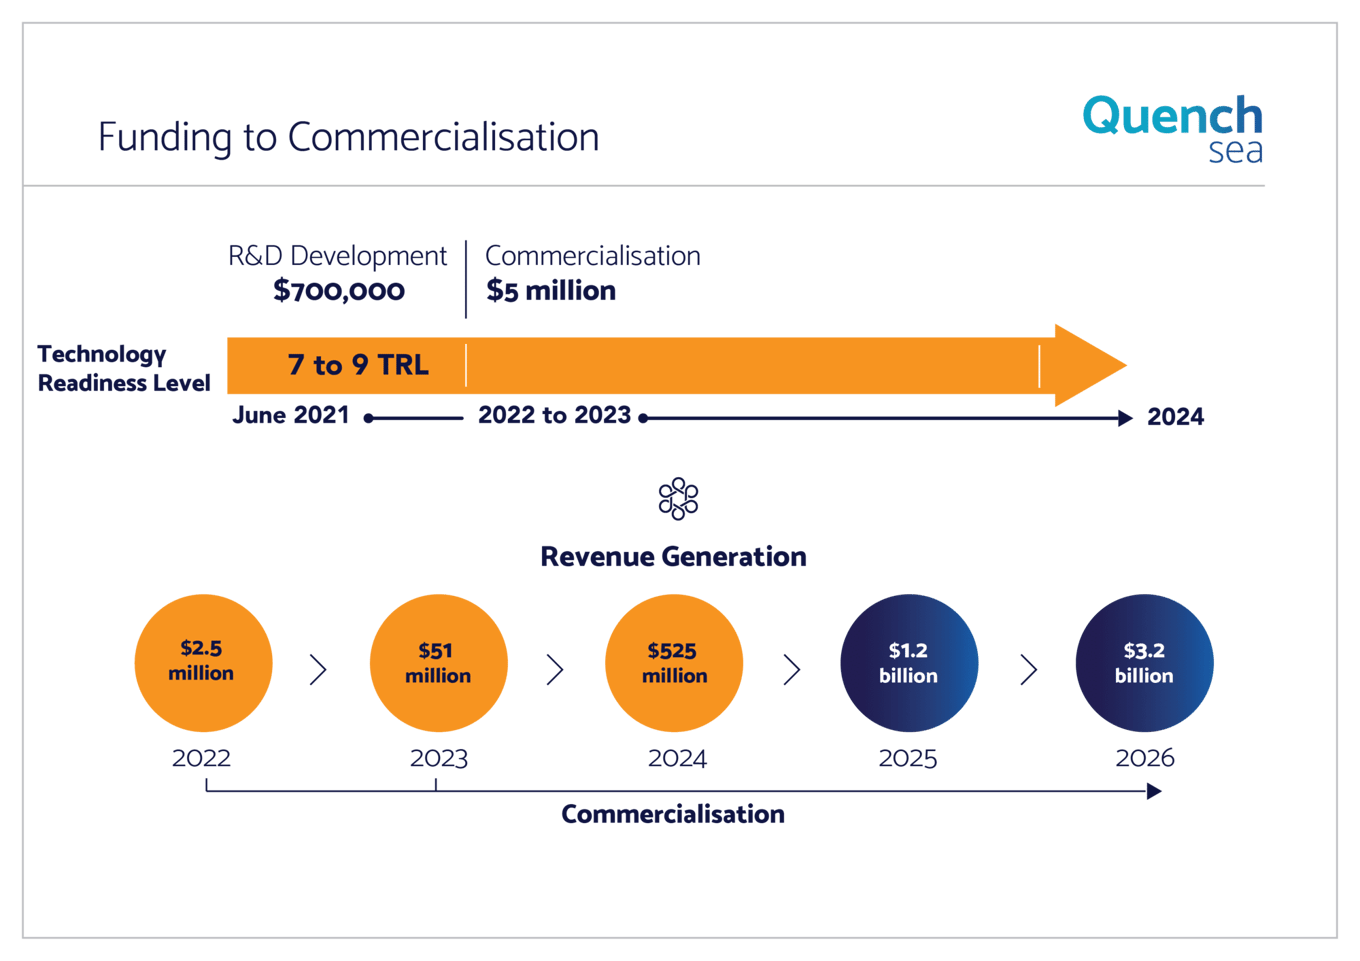 Funding to Commercialisation
Quench
sea
R&D Development
$700,000
Commercialisation
$5 million
Technology
Readiness Level
7 to 9 TRL
June 2021
2022 to 2023
2024
Revenue Generation
$2.5
million
$51
million
$525
million
$1.2
billion
$3.2
billion
2022
2023
2024
2025
2026
Commercialisation